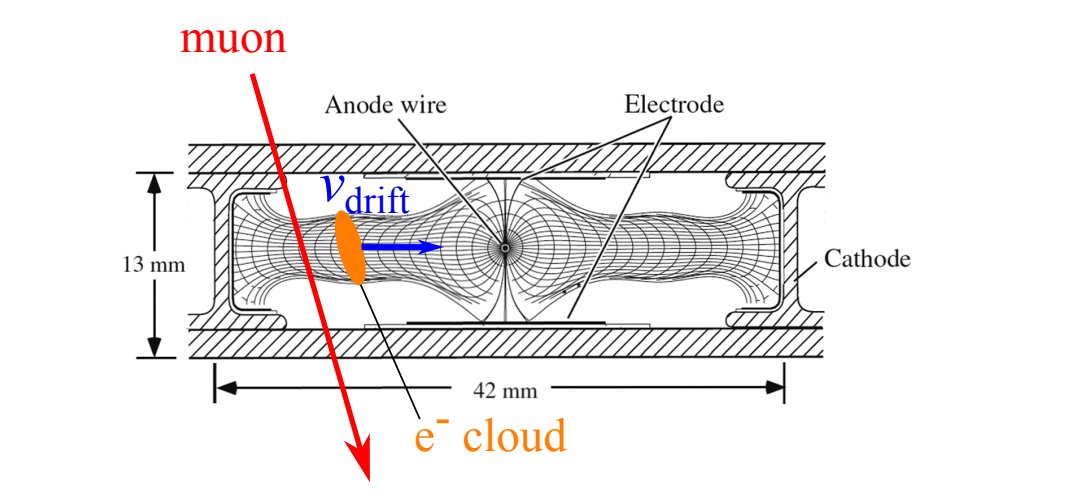 muon
Anode wire
Electrode
vdrift
13 mm
Cathode
42 mm
e- cloud